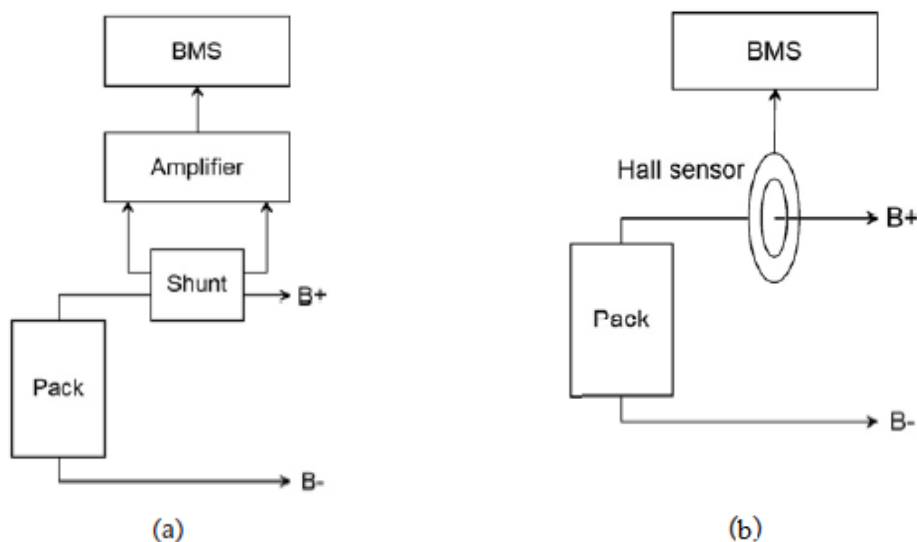 BMS
Amplifier
Shunt
B+
Pack
B-
(a)
BMS
Hall sensor
B+
Pack
B-
(b)